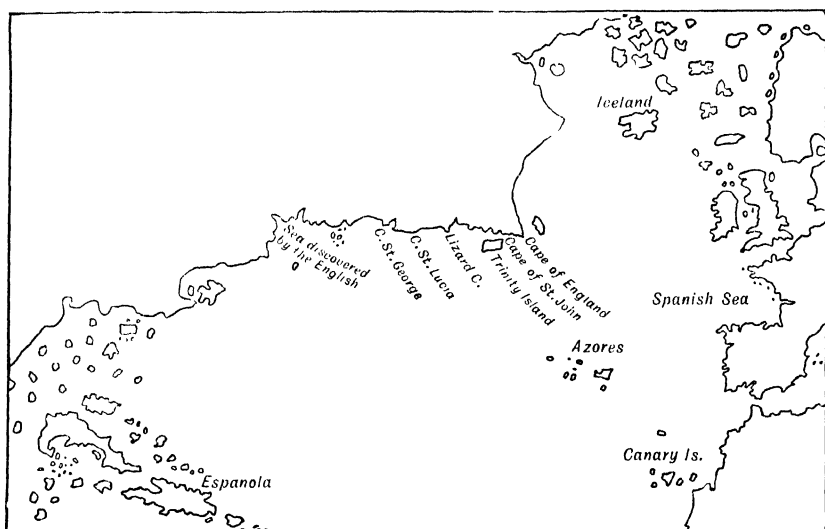 Iceland
Sea discovered
by the English
C. St. George
C. St. Lucia
Lizard C.
Cape of England
Cape of St. John
Trinity Island
Spanish Sea
Azores
Canary Is.
Espanola